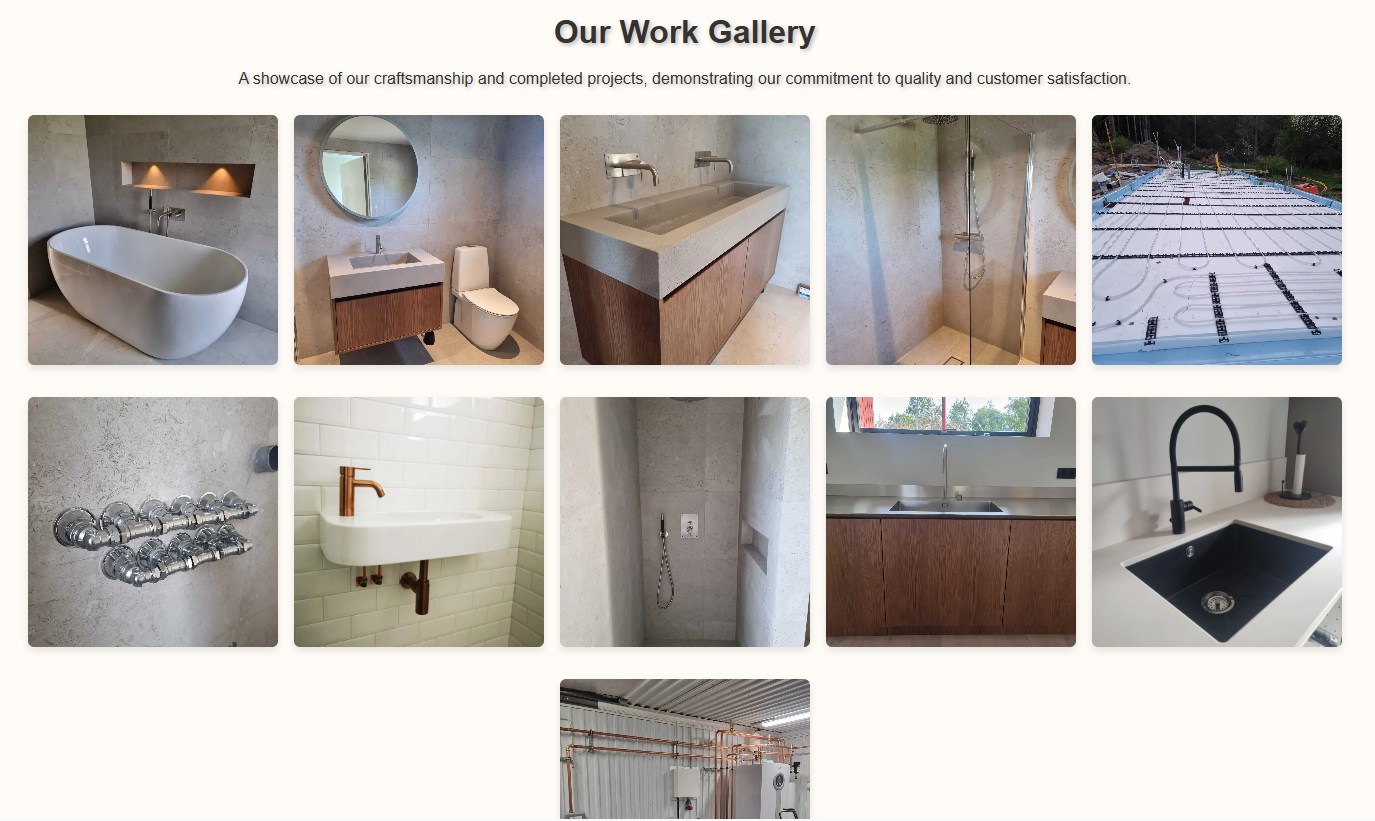 Our Work Gallery
A showcase of our craftsmanship and completed projects, demonstrating our commitment to quality and customer satisfaction.